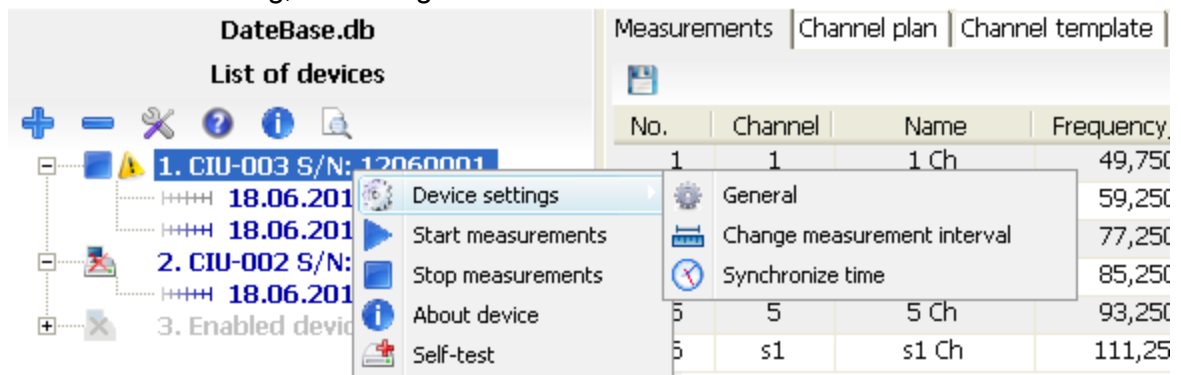 DateBase.db
List of devices
1. CIU-003 S/N: 12060001
18.06.201
18.06.201
2. CIU-002 S/N:
18.06.201
3. Enabled devic
Device settings
Start measurements
Stop measurements
About device
Self-test
General
Change measurement interval
Synchronize time
Measurements Channel plan Channel template
No. Channel Name Frequency,
1 1 1 Ch 49,750
59,250
77,250
85,250
5 5 Ch 93,250
s1 s1 Ch 111,25